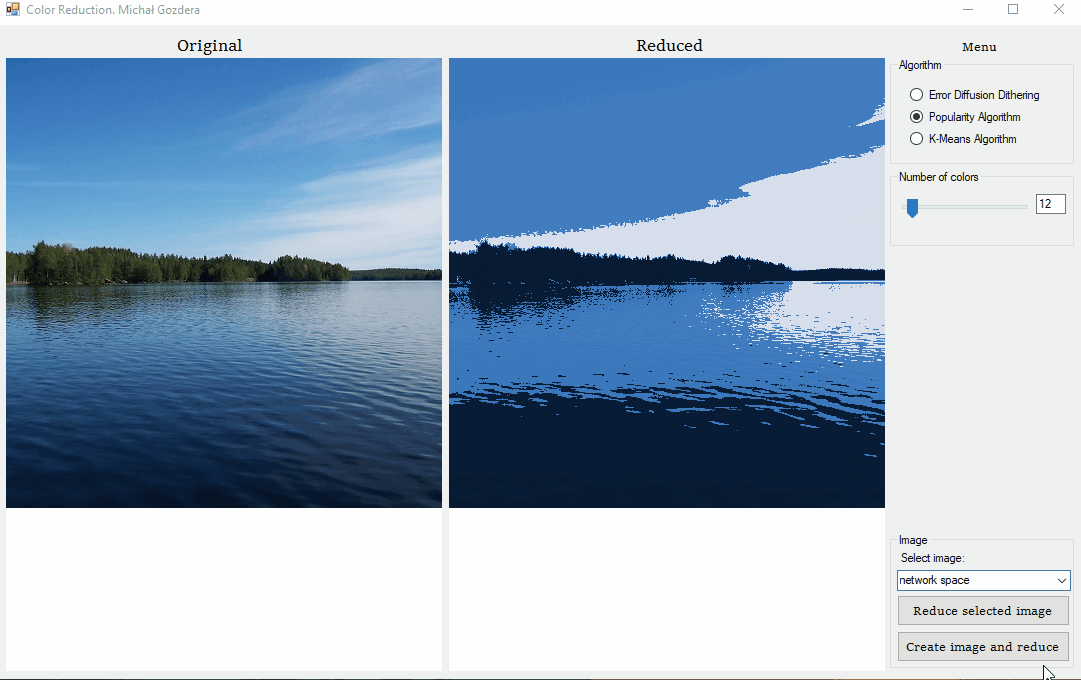 Color Reduction. Michał Gozdera
Original
Reduced
Menu
Algorithm
Error Diffusion Dithering
Popularity Algorithm
K-Means Algorithm
Number of colors
12
Image
Select image:
network space
Reduce selected image
Create image and reduce